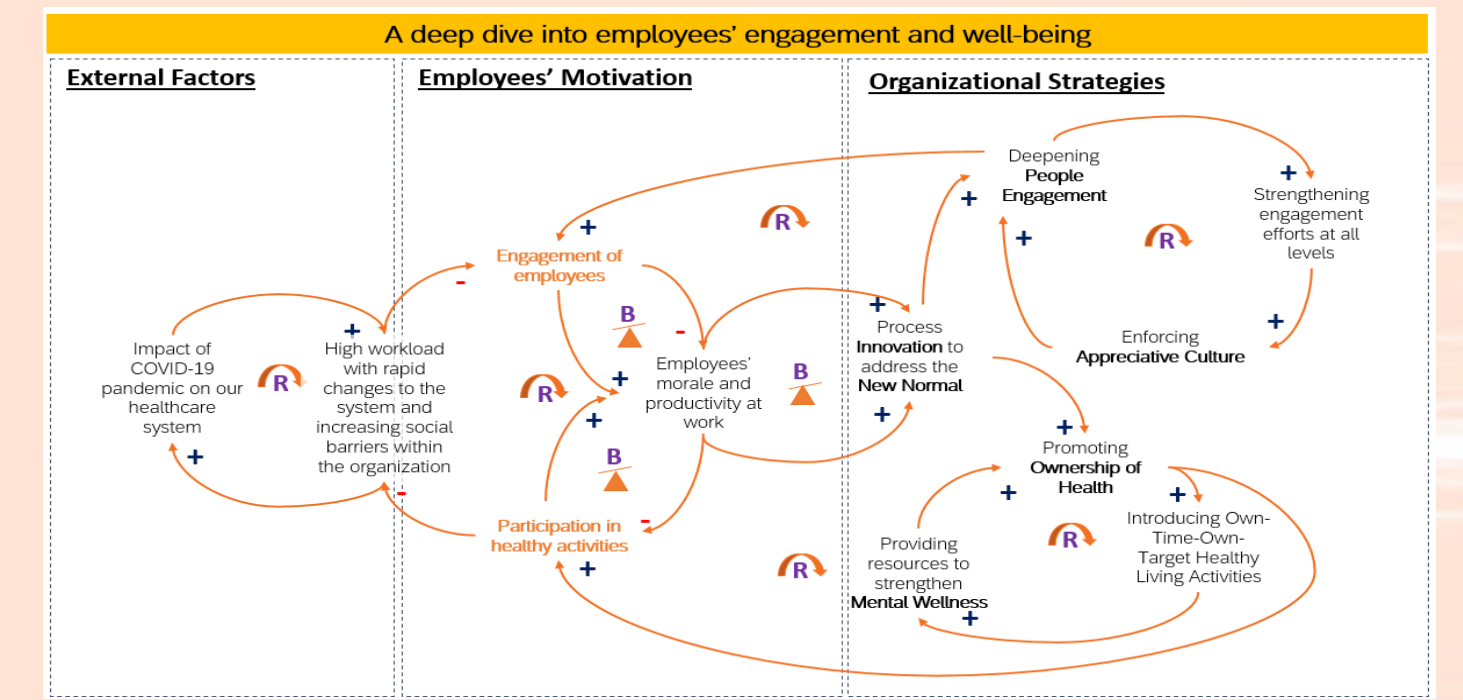 A deep dive into employees’ engagement and well-being
External Factors
Employees’ Motivation
Organizational Strategies
Impact of
COVID-19
pandemic on our
healthcare
system
+
R
+
High workload
with rapid
changes to the
system and
increasing social
barriers within
the organization
-
-
+
Engagement of
employees
R
B
-
R
+
+
B
Employees’
morale and
productivity at
work
B
-
Participation in
healthy activities
+
R
+
Process
Innovation to
address the
New Normal
+
Deepening
People
Engagement
+
+
R
+
Strengthening
engagement
efforts at all
levels
+
Enforcing
Appreciative Culture
+
Promoting
Ownership of
Health
+
+
R
Introducing Own-
Time-Own-
Target Healthy
Living Activities
Providing
resources to
strengthen
Mental Wellness
+